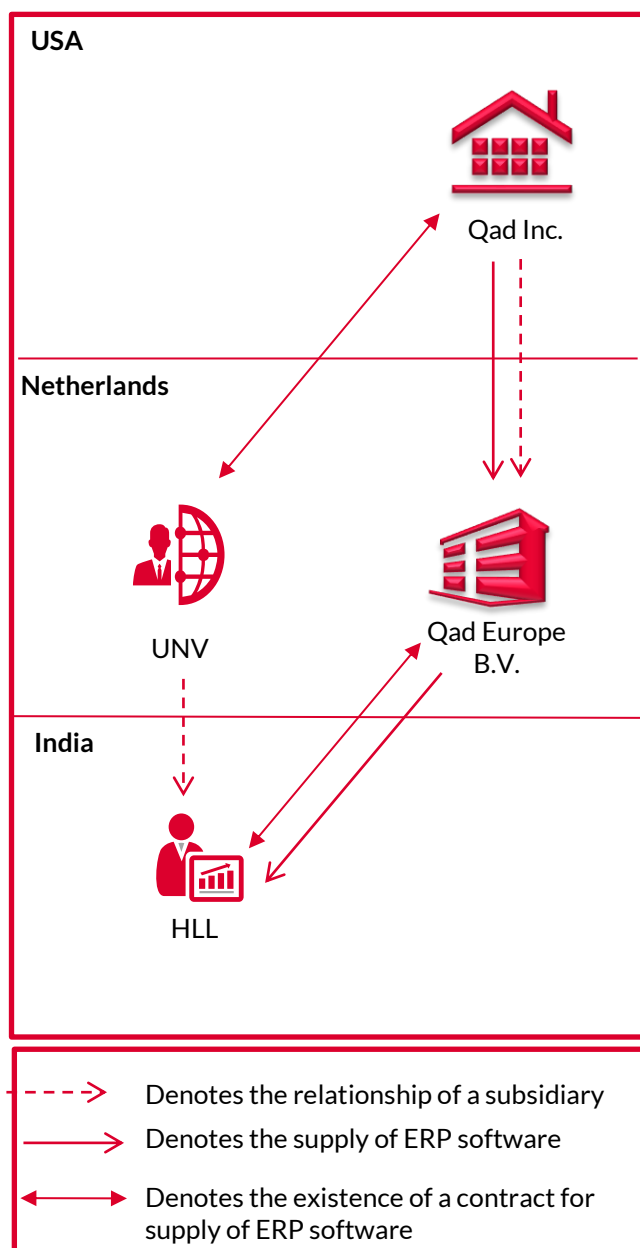 USA
Qad Inc.
Netherlands
UNV
Qad Europe
B.V.
India
HLL
Denotes the relationship of a subsidiary
Denotes the supply of ERP software
Denotes the existence of a contract for
supply of ERP software